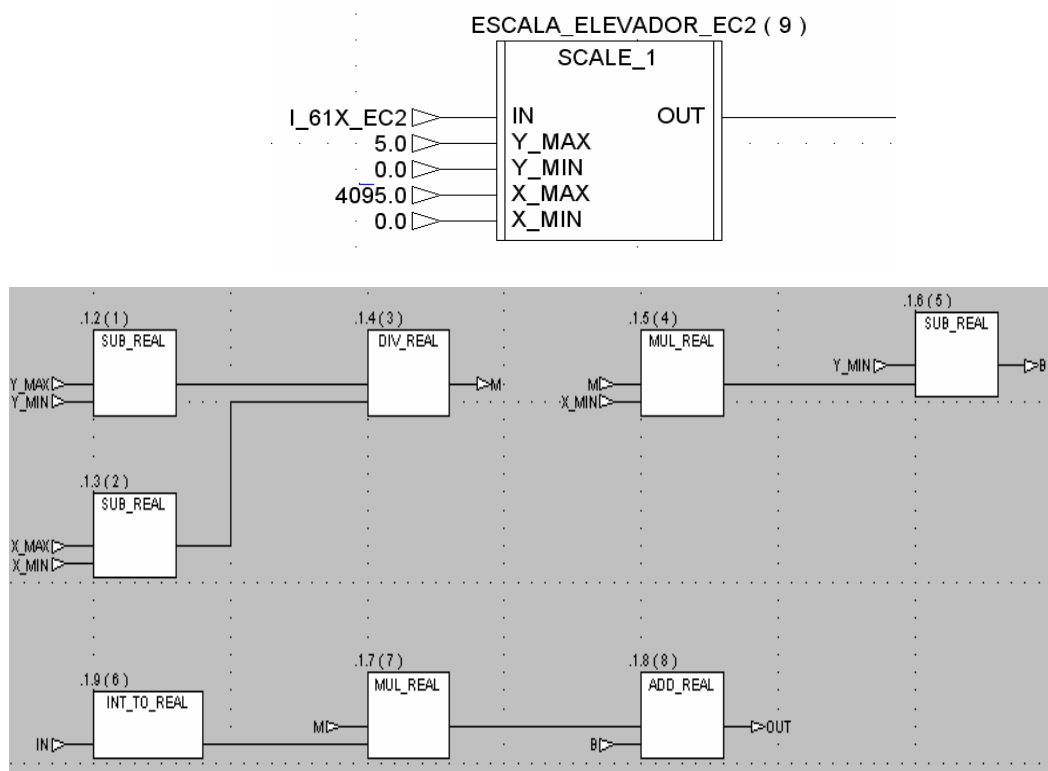 ESCALA_ELEVADOR_EC2 ( 9 )
SCALE_1
I_61X_EC2 IN OUT
5.0 Y_MAX
0.0 Y_MIN
4095.0 X_MAX
0.0 X_MIN
.1.2 ( 1 ) .1.4 ( 3 ) .1.5 ( 4 ) .1.6 ( 5 )
SUB_REAL DIV_REAL MUL_REAL SUB_REAL
Y_MAX M M Y_MIN B
Y_MIN X_MIN
.1.3 ( 2 )
SUB_REAL
X_MAX
X_MIN
.1.9 ( 6 ) .1.7 ( 7 ) .1.8 ( 8 )
INT_TO_REAL MUL_REAL ADD_REAL
M OUT
IN B